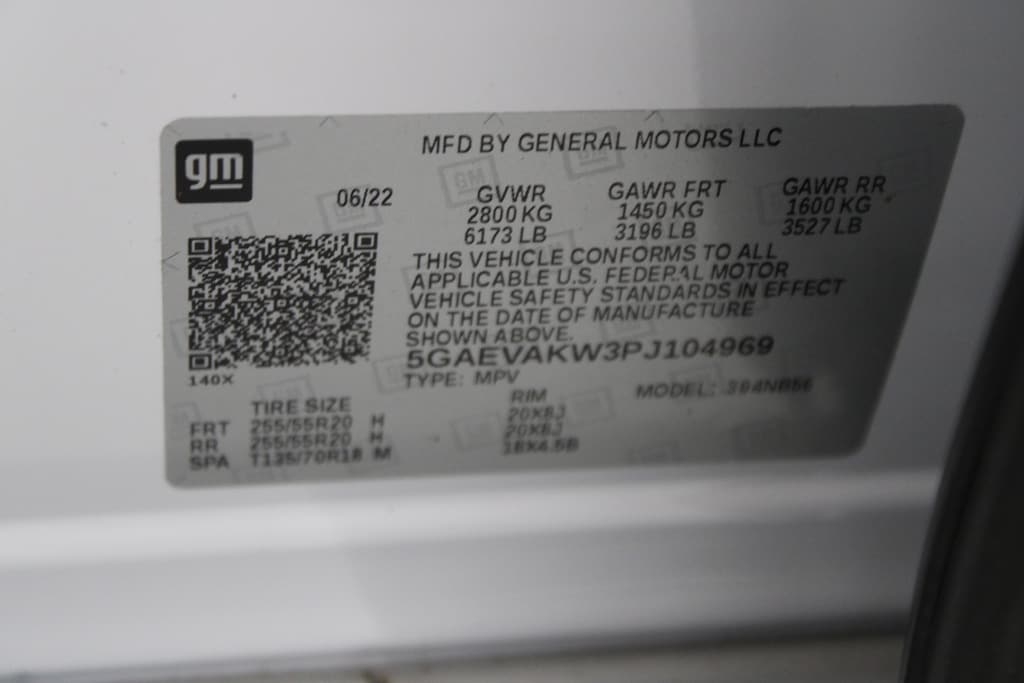 gm
MFD BY GENERAL MOTORS LLC
06/22
GVWR GAWR FRT GAWR RR
2800 KG 1450 KG 1600 KG
6173 LB 3196 LB 3527 LB
THIS VEHICLE CONFORMS TO ALL
APPLICABLE U.S. FEDERAL MOTOR
VEHICLE SAFETY STANDARDS IN EFFECT
ON THE DATE OF MANUFACTURE
SHOWN ABOVE.
5GAEVAKW3PJ104969
140X
TYPE: MPV MODEL:
TIRE SIZE RIM
FRT 255/55R20 H 20X8J
RR 255/55R20 H 20X8J
SPA T135/70R18 M 18X4.5B